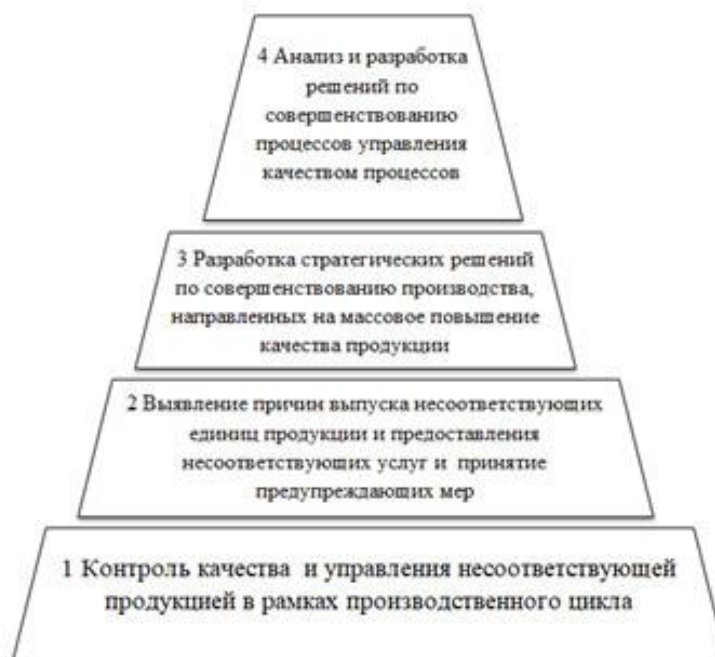 4 Анализ и разработка
решений по
совершенствованию
процессов управления
качеством процессов
3 Разработка стратегических решений
по совершенствованию производства,
направленных на массовое повышение
качества продукции
2 Выявление причин выпуска несоответствующих
единиц продукции и предоставления
несоответствующих услуг и принятие
предупреждающих мер
1 Контроль качества и управления несоответствующей
продукцией в рамках производственного цикла